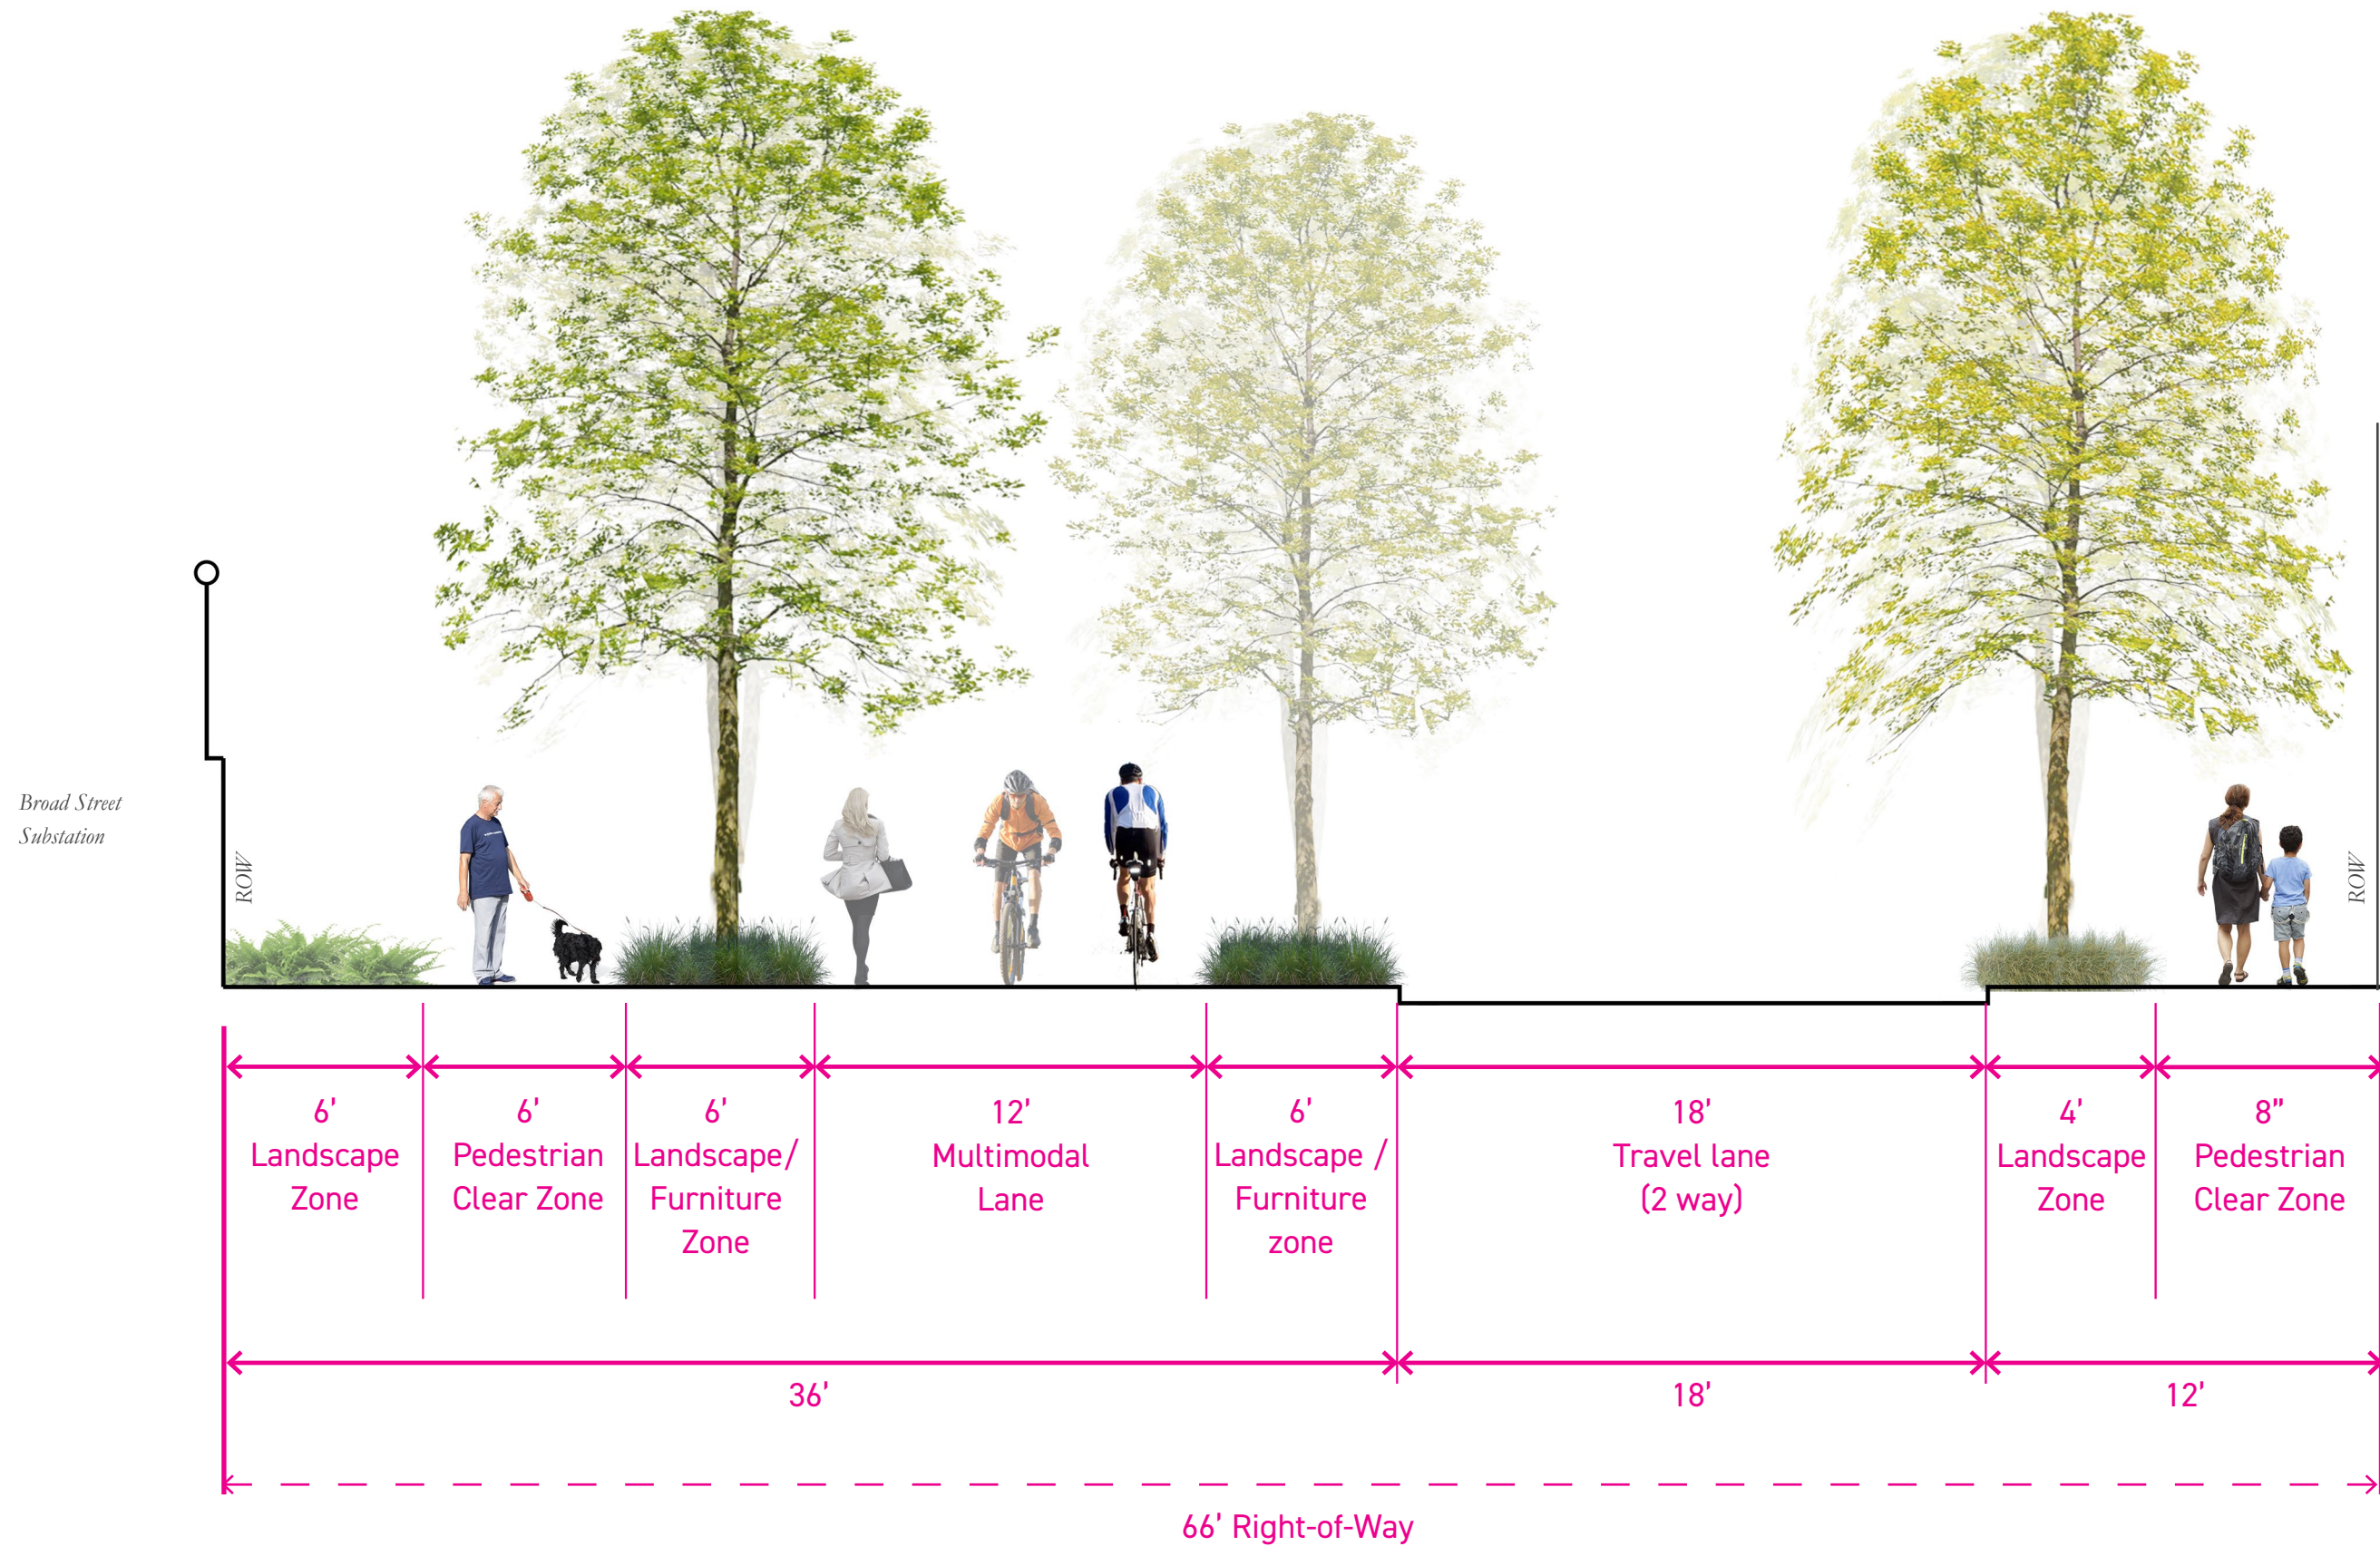 Broad Street
Substation
ROW
ROW
6’
Landscape
Zone
6’
Pedestrian
Clear Zone
6’
Landscape/
Furniture
Zone
12’
Multimodal
Lane
6’
Landscape /
Furniture
zone
18’
Travel lane
(2 way)
4’
Landscape
Zone
8”
Pedestrian
Clear Zone
36’
18’
12’
66’ Right-of-Way